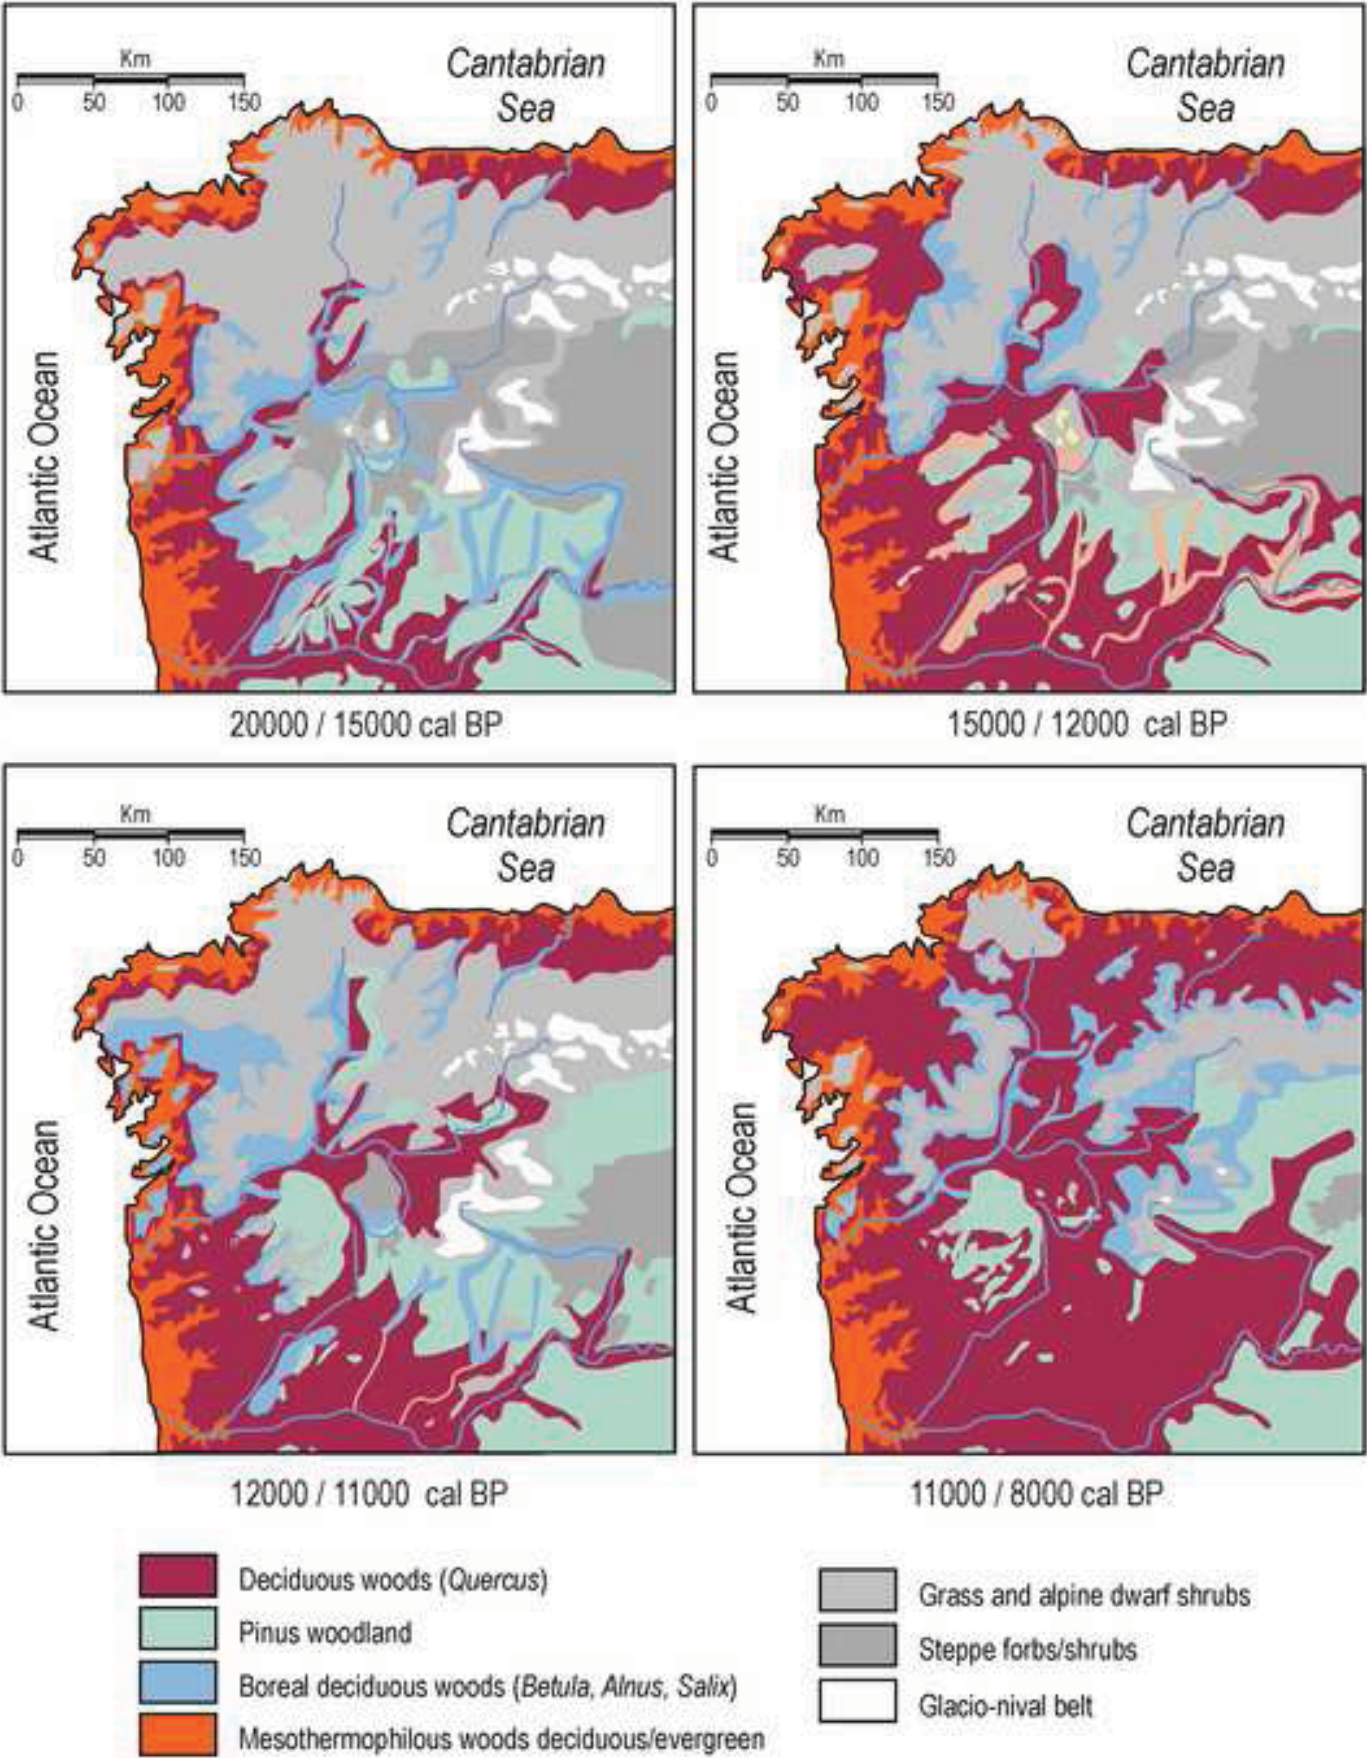 Km
0 50 100 150
Cantabrian
Sea
Atlantic Ocean
20000 / 15000 cal BP
Km
0 50 100 150
Cantabrian
Sea
Atlantic Ocean
15000 / 12000 cal BP
Km
0 50 100 150
Cantabrian
Sea
Atlantic Ocean
12000 / 11000 cal BP
Km
0 50 100 150
Cantabrian
Sea
Atlantic Ocean
11000 / 8000 cal BP
Deciduous woods (Quercus)
Pinus woodland
Boreal deciduous woods (Betula, Alnus, Salix)
Mesothermophilous woods deciduous/evergreen
Grass and alpine dwarf shrubs
Steppe forbs/shrubs
Glacio-nival belt